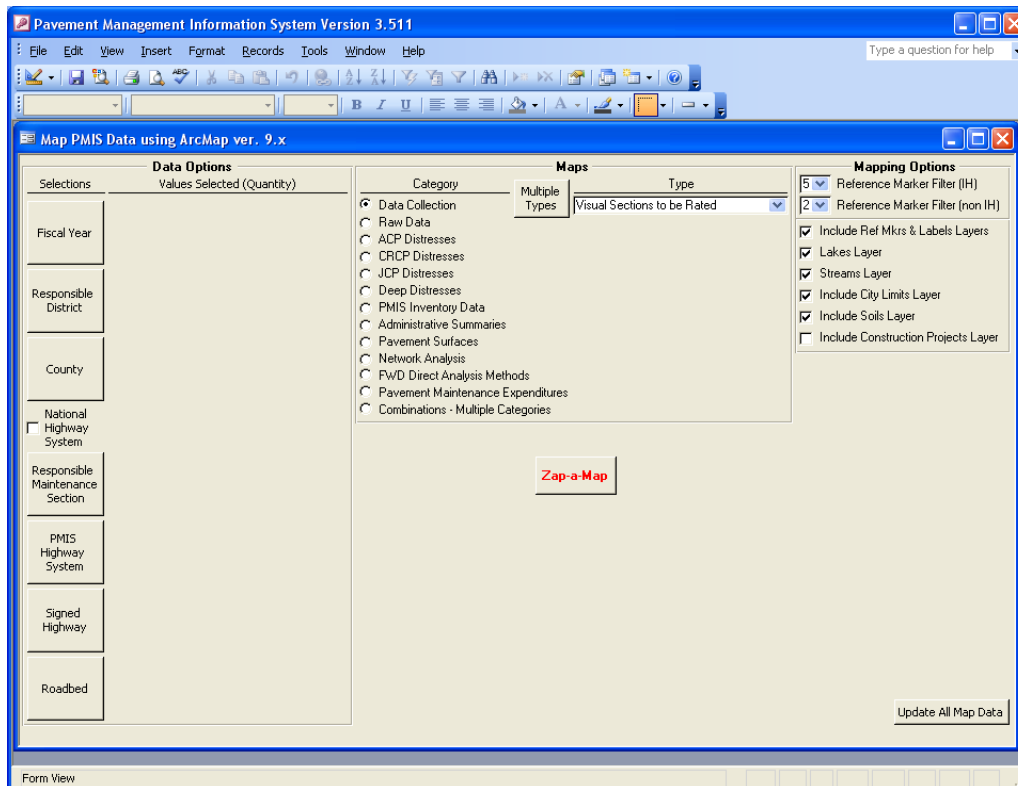 Pavement Management Information System Version 3.511
File Edit View Insert Format Records Tools Window Help
Type a question for help
ABC
B I U A
Map PMIS Data using ArcMap ver. 9.x
Data Options
Selections Values Selected (Quantity)
Fiscal Year
Responsible
District
County
National
Highway
System
Responsible
Maintenance
Section
PMIS
Highway
System
Signed
Highway
Roadbed
Maps
Category
Multiple
Types
Type
Visual Sections to be Rated
Data Collection
Raw Data
ACP Distresses
CRCP Distresses
JCP Distresses
Deep Distresses
PMIS Inventory Data
Administrative Summaries
Pavement Surfaces
Network Analysis
FWD Direct Analysis Methods
Pavement Maintenance Expenditures
Combinations - Multiple Categories
Zap-a-Map
Mapping Options
5 Reference Marker Filter (IH)
2 Reference Marker Filter (non IH)
Include Ref Mkrs & Labels Layers
Lakes Layer
Streams Layer
Include City Limits Layer
Include Soils Layer
Include Construction Projects Layer
Update All Map Data
Form View